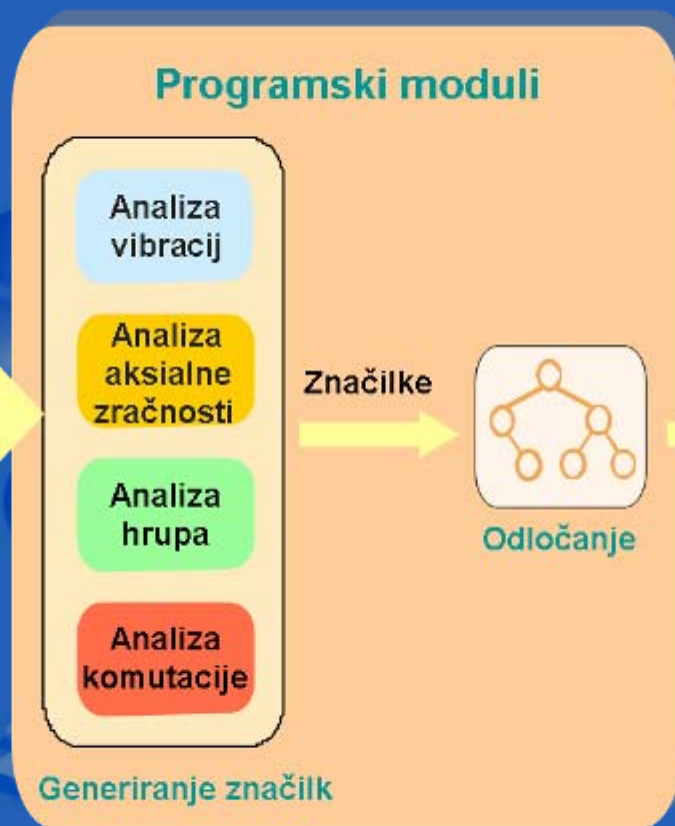 Programski moduli
Analiza
vibracij
Analiza
aksialne
zračnosti
Analiza
hrupa
Analiza
komutacije
Generiranje značilk
Značilke
Odločanje